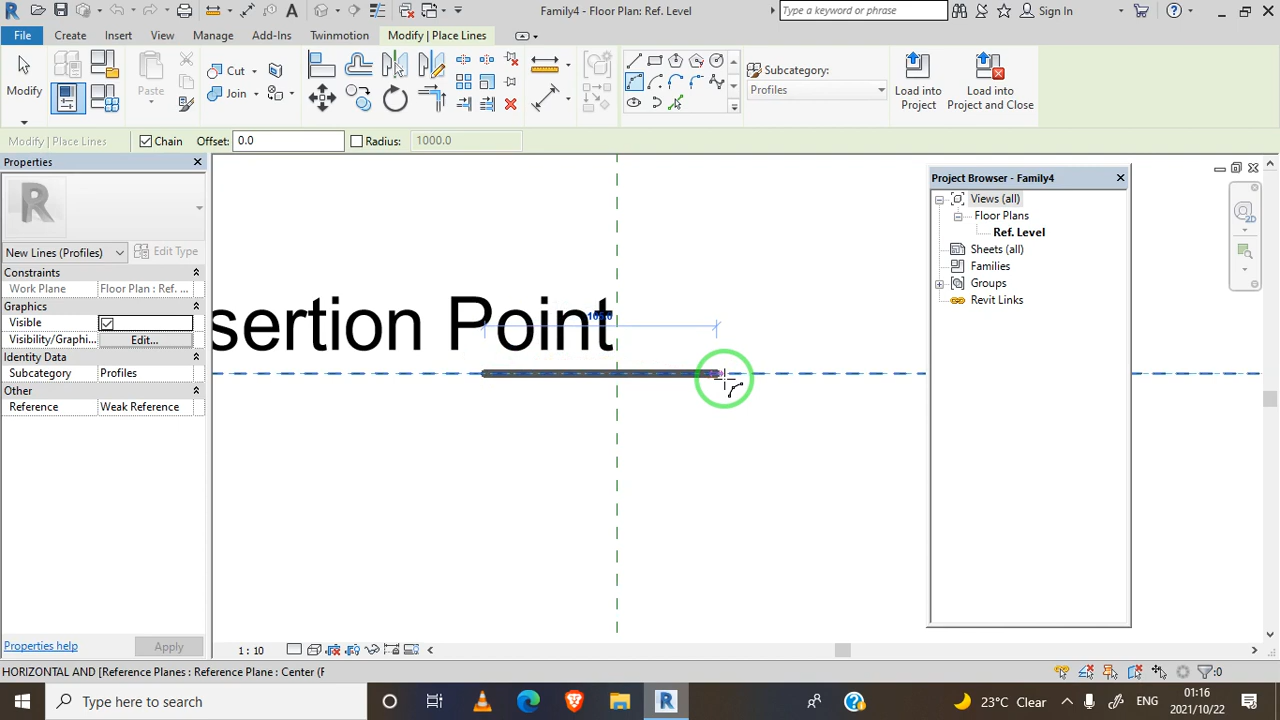 Family4 - Floor Plan: Ref. Level
Type a keyword or phrase
Sign In
File
Create
Insert
View
Manage
Add-Ins
Twinmotion
Modify | Place Lines
Modify
Paste
Cut
Join
Subcategory:
Profiles
Load into
Project
Load into
Project and Close
Modify | Place Lines
Chain
Offset:
0.0
Radius:
1000.0
Properties
R
New Lines (Profiles)
Edit Type
Constraints
Work Plane
Floor Plan : Ref. ...
Graphics
Visible
Visibility/Graphi...
Edit...
Identity Data
Subcategory
Profiles
Other
Reference
Weak Reference
Properties help
Apply
sertion Point
Project Browser - Family4
Views (all)
Floor Plans
Ref. Level
Sheets (all)
Families
Groups
Revit Links
2D
1 : 10
HORIZONTAL AND [Reference Planes : Reference Plane : Center (F
:0
Type here to search
23°C Clear
ENG
01:16
2021/10/22